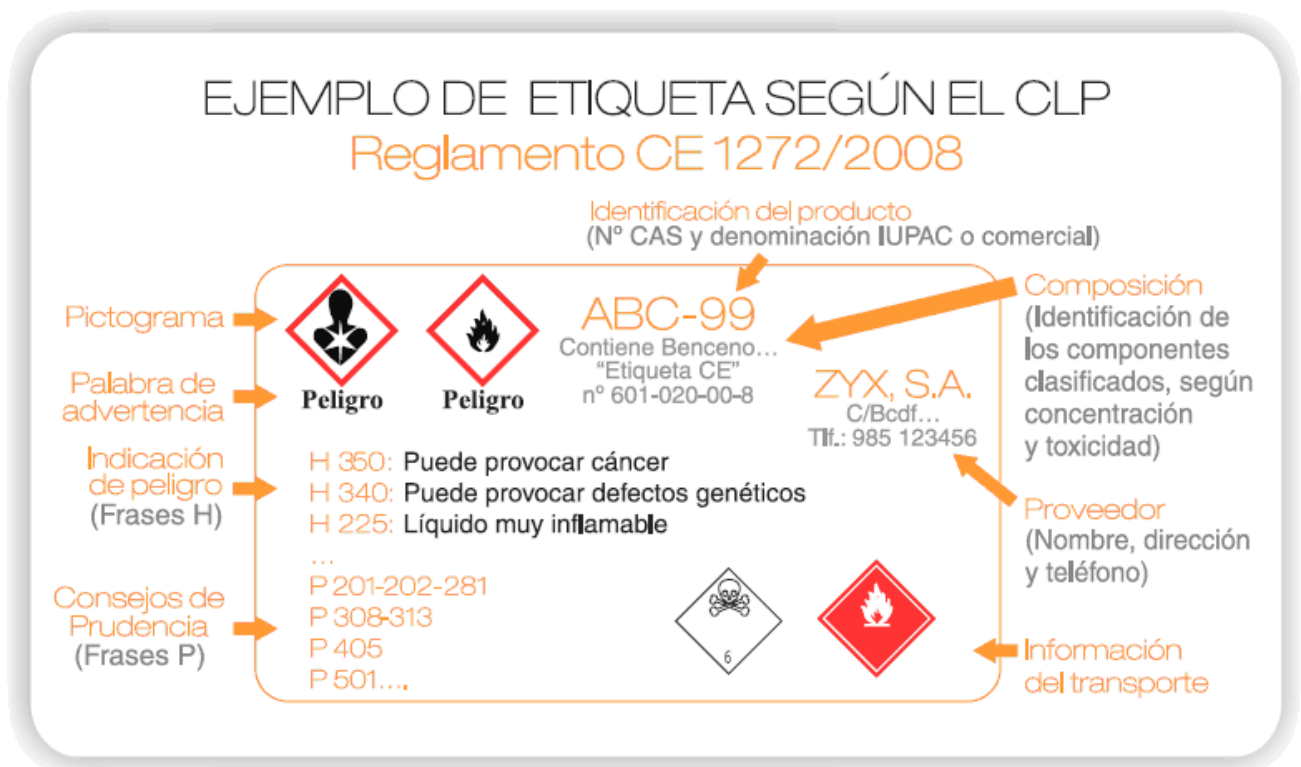 EJEMPLO DE ETIQUETA SEGÚN EL CLP
Reglamento CE 1272/2008
Identificación del producto
(Nº CAS y denominación IUPAC o comercial)
Pictograma
Palabra de
advertencia
Indicación
de peligro
(Frases H)
Consejos de
Prudencia
(Frases P)
Peligro
Peligro
ABC-99
Contiene Benceno...
"Etiqueta CE"
nº 601-020-00-8
ZYX, S.A.
C/Bcdf...
Tlf.: 985 123456
H 350: Puede provocar cáncer
H 340: Puede provocar defectos genéticos
H 225: Líquido muy inflamable
...
P 201-202-281
P 308-313
P 405
P 501....
6
Composición
(Identificación de
los componentes
clasificados, según
concentración
y toxicidad)
Proveedor
(Nombre, dirección
y teléfono)
Información
del transporte